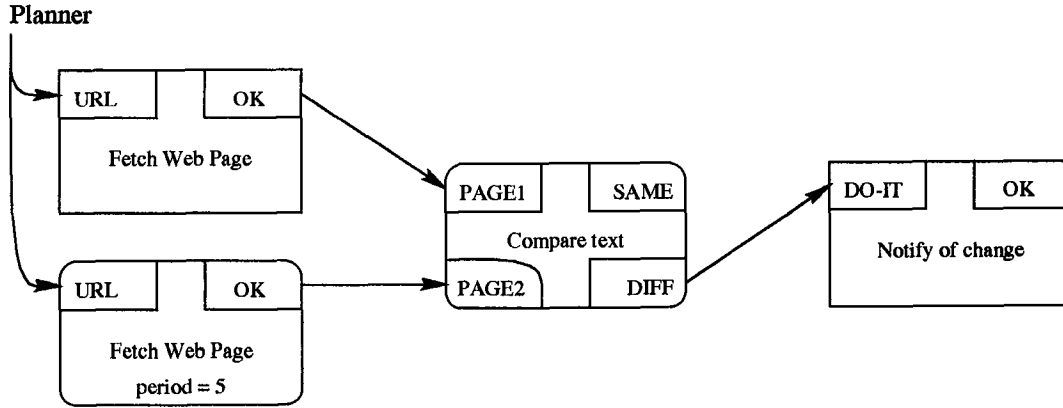 Planner
URL
OK
Fetch Web Page
URL
OK
Fetch Web Page
period = 5
PAGE1
SAME
Compare text
PAGE2
DIFF
DO-IT
OK
Notify of change